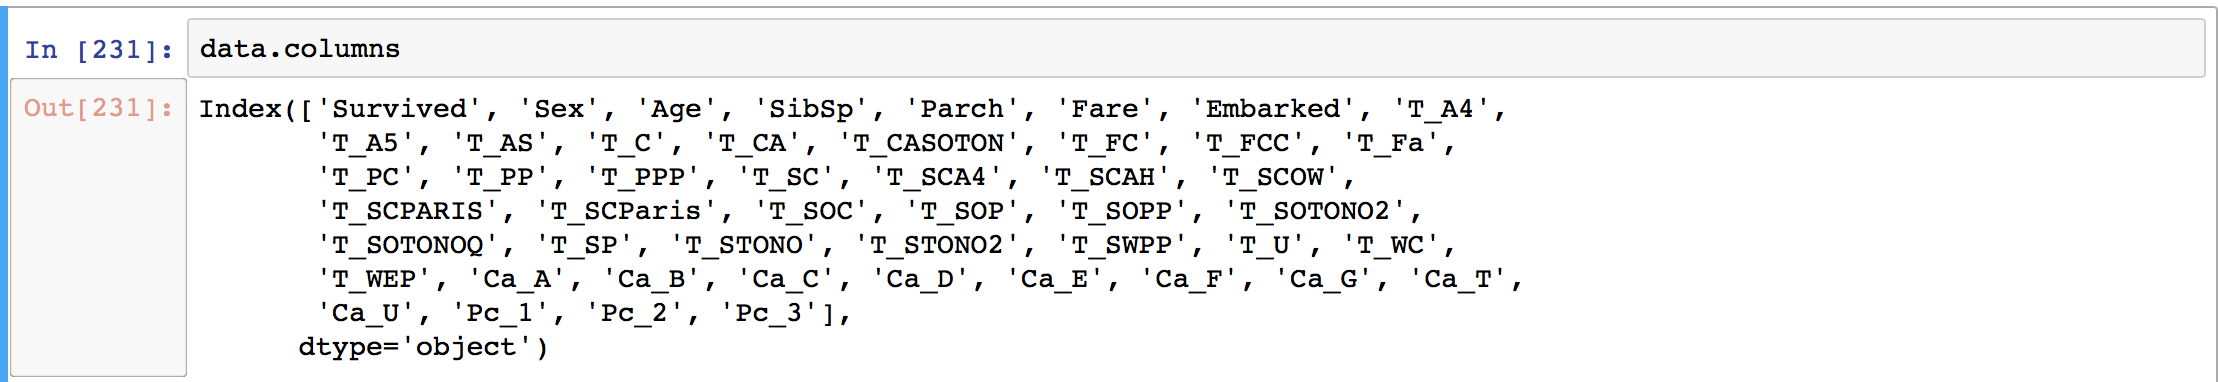 In [231]: data.columns
Out[231]: Index(['Survived', 'Sex', 'Age', 'SibSp', 'Parch', 'Fare', 'Embarked', 'T_A4',
'T_A5', 'T_AS', 'T_C', 'T_CA', 'T_CASOTON', 'T_FC', 'T_FCC', 'T_Fa',
'T_PC', 'T_PP', 'T_PPP', 'T_SC', 'T_SCA4', 'T_SCAH', 'T_SCOW',
'T_SCPARIS', 'T_SCParis', 'T_SOC', 'T_SOP', 'T_SOPP', 'T_SOTONO2',
'T_SOTONOQ', 'T_SP', 'T_STONO', 'T_STONO2', 'T_SWPP', 'T_U', 'T_WC',
'T_WEP', 'Ca_A', 'Ca_B', 'Ca_C', 'Ca_D', 'Ca_E', 'Ca_F', 'Ca_G', 'Ca_T',
'Ca_U', 'Pc_1', 'Pc_2', 'Pc_3'],
dtype='object')